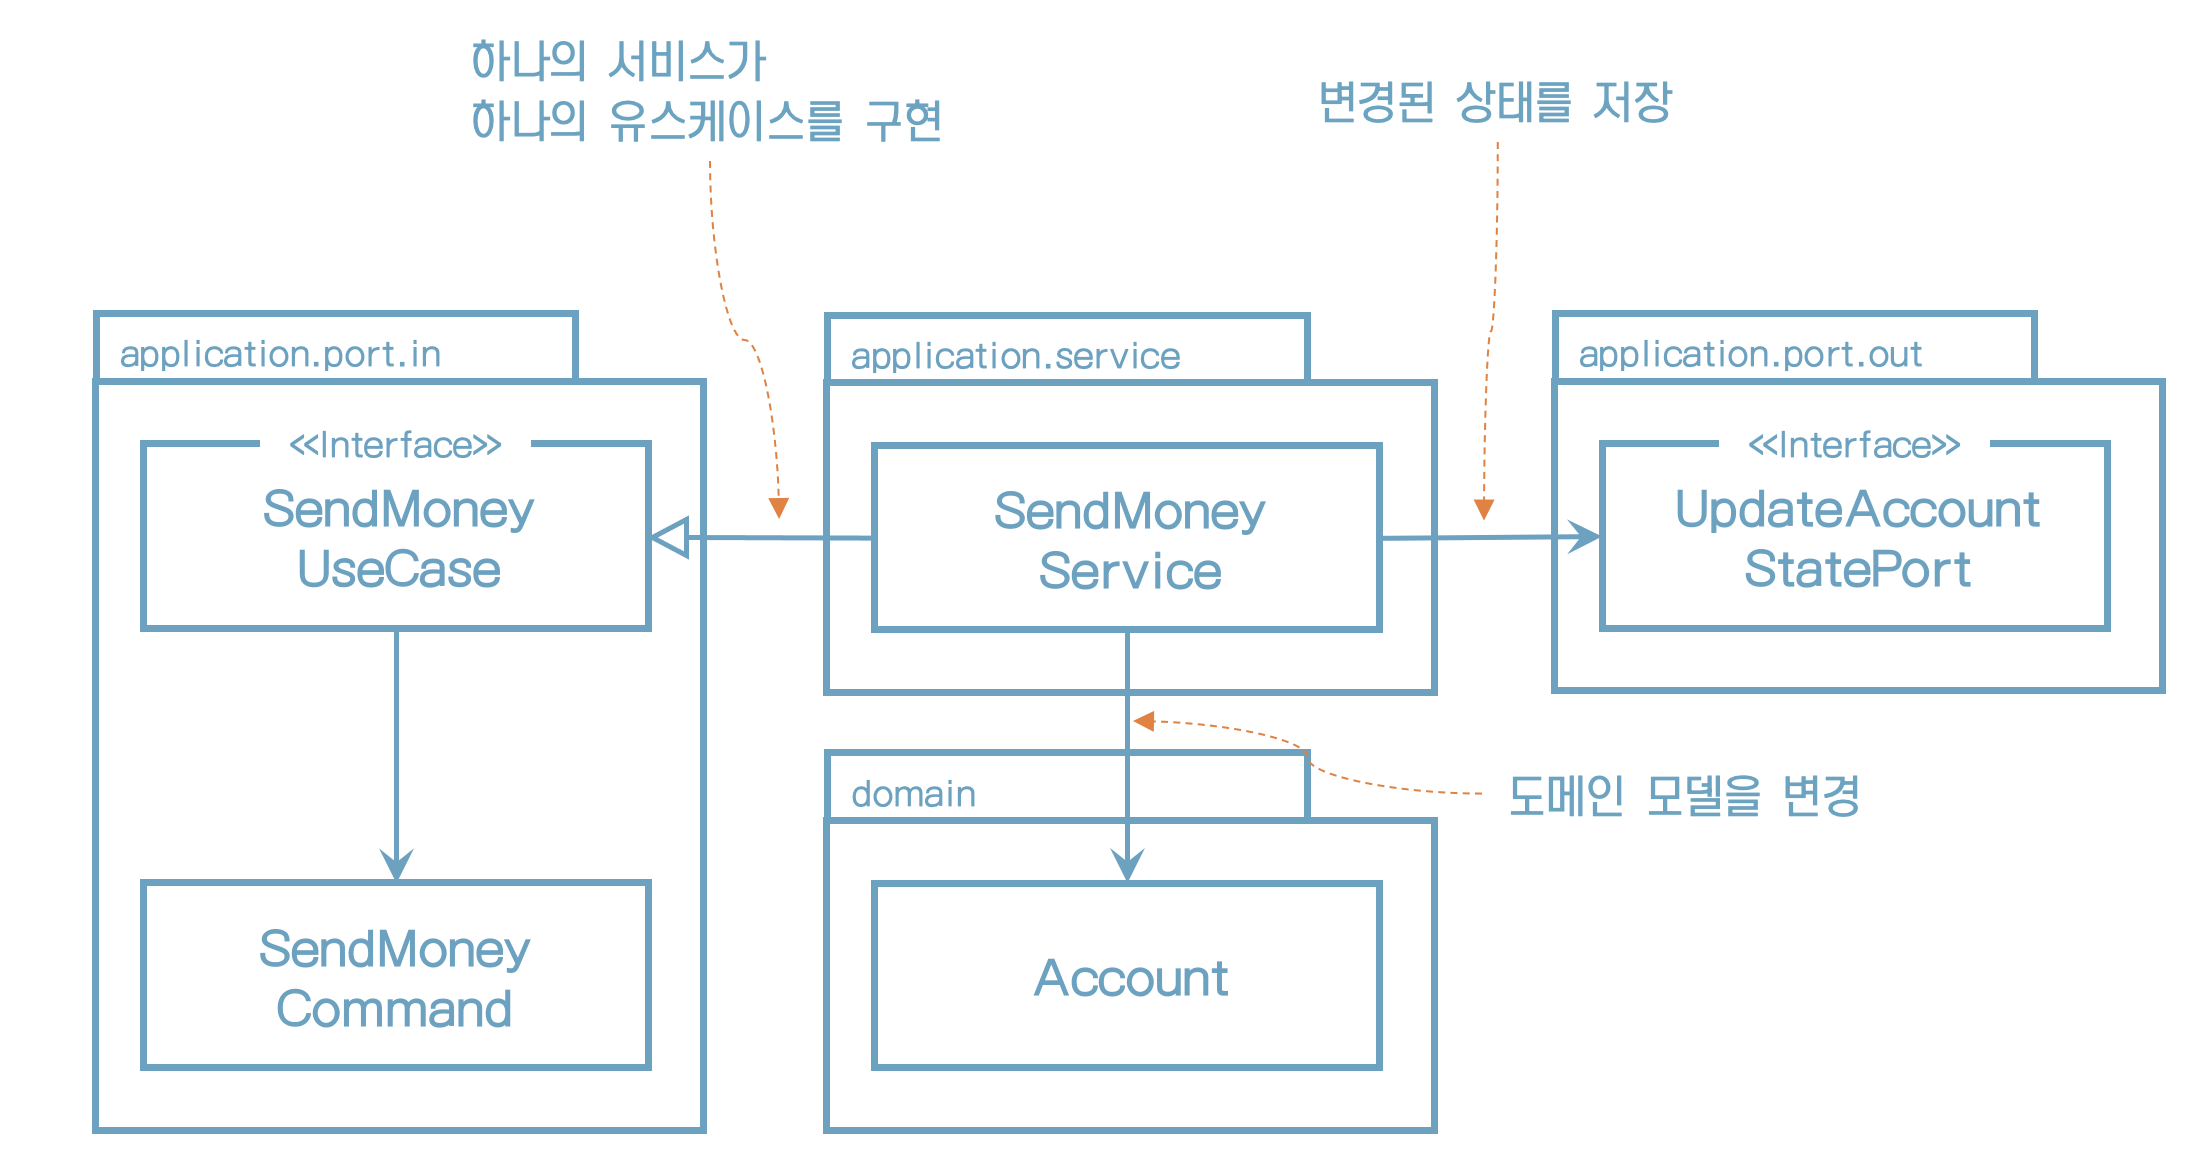 하나의 서비스가
하나의 유스케이스를 구현
변경된 상태를 저장
application.port.in
<<Interface>>
SendMoney
UseCase
SendMoney
Command
application.service
SendMoney
Service
application.port.out
<<Interface>>
UpdateAccount
StatePort
domain
Account
도메인 모델을 변경